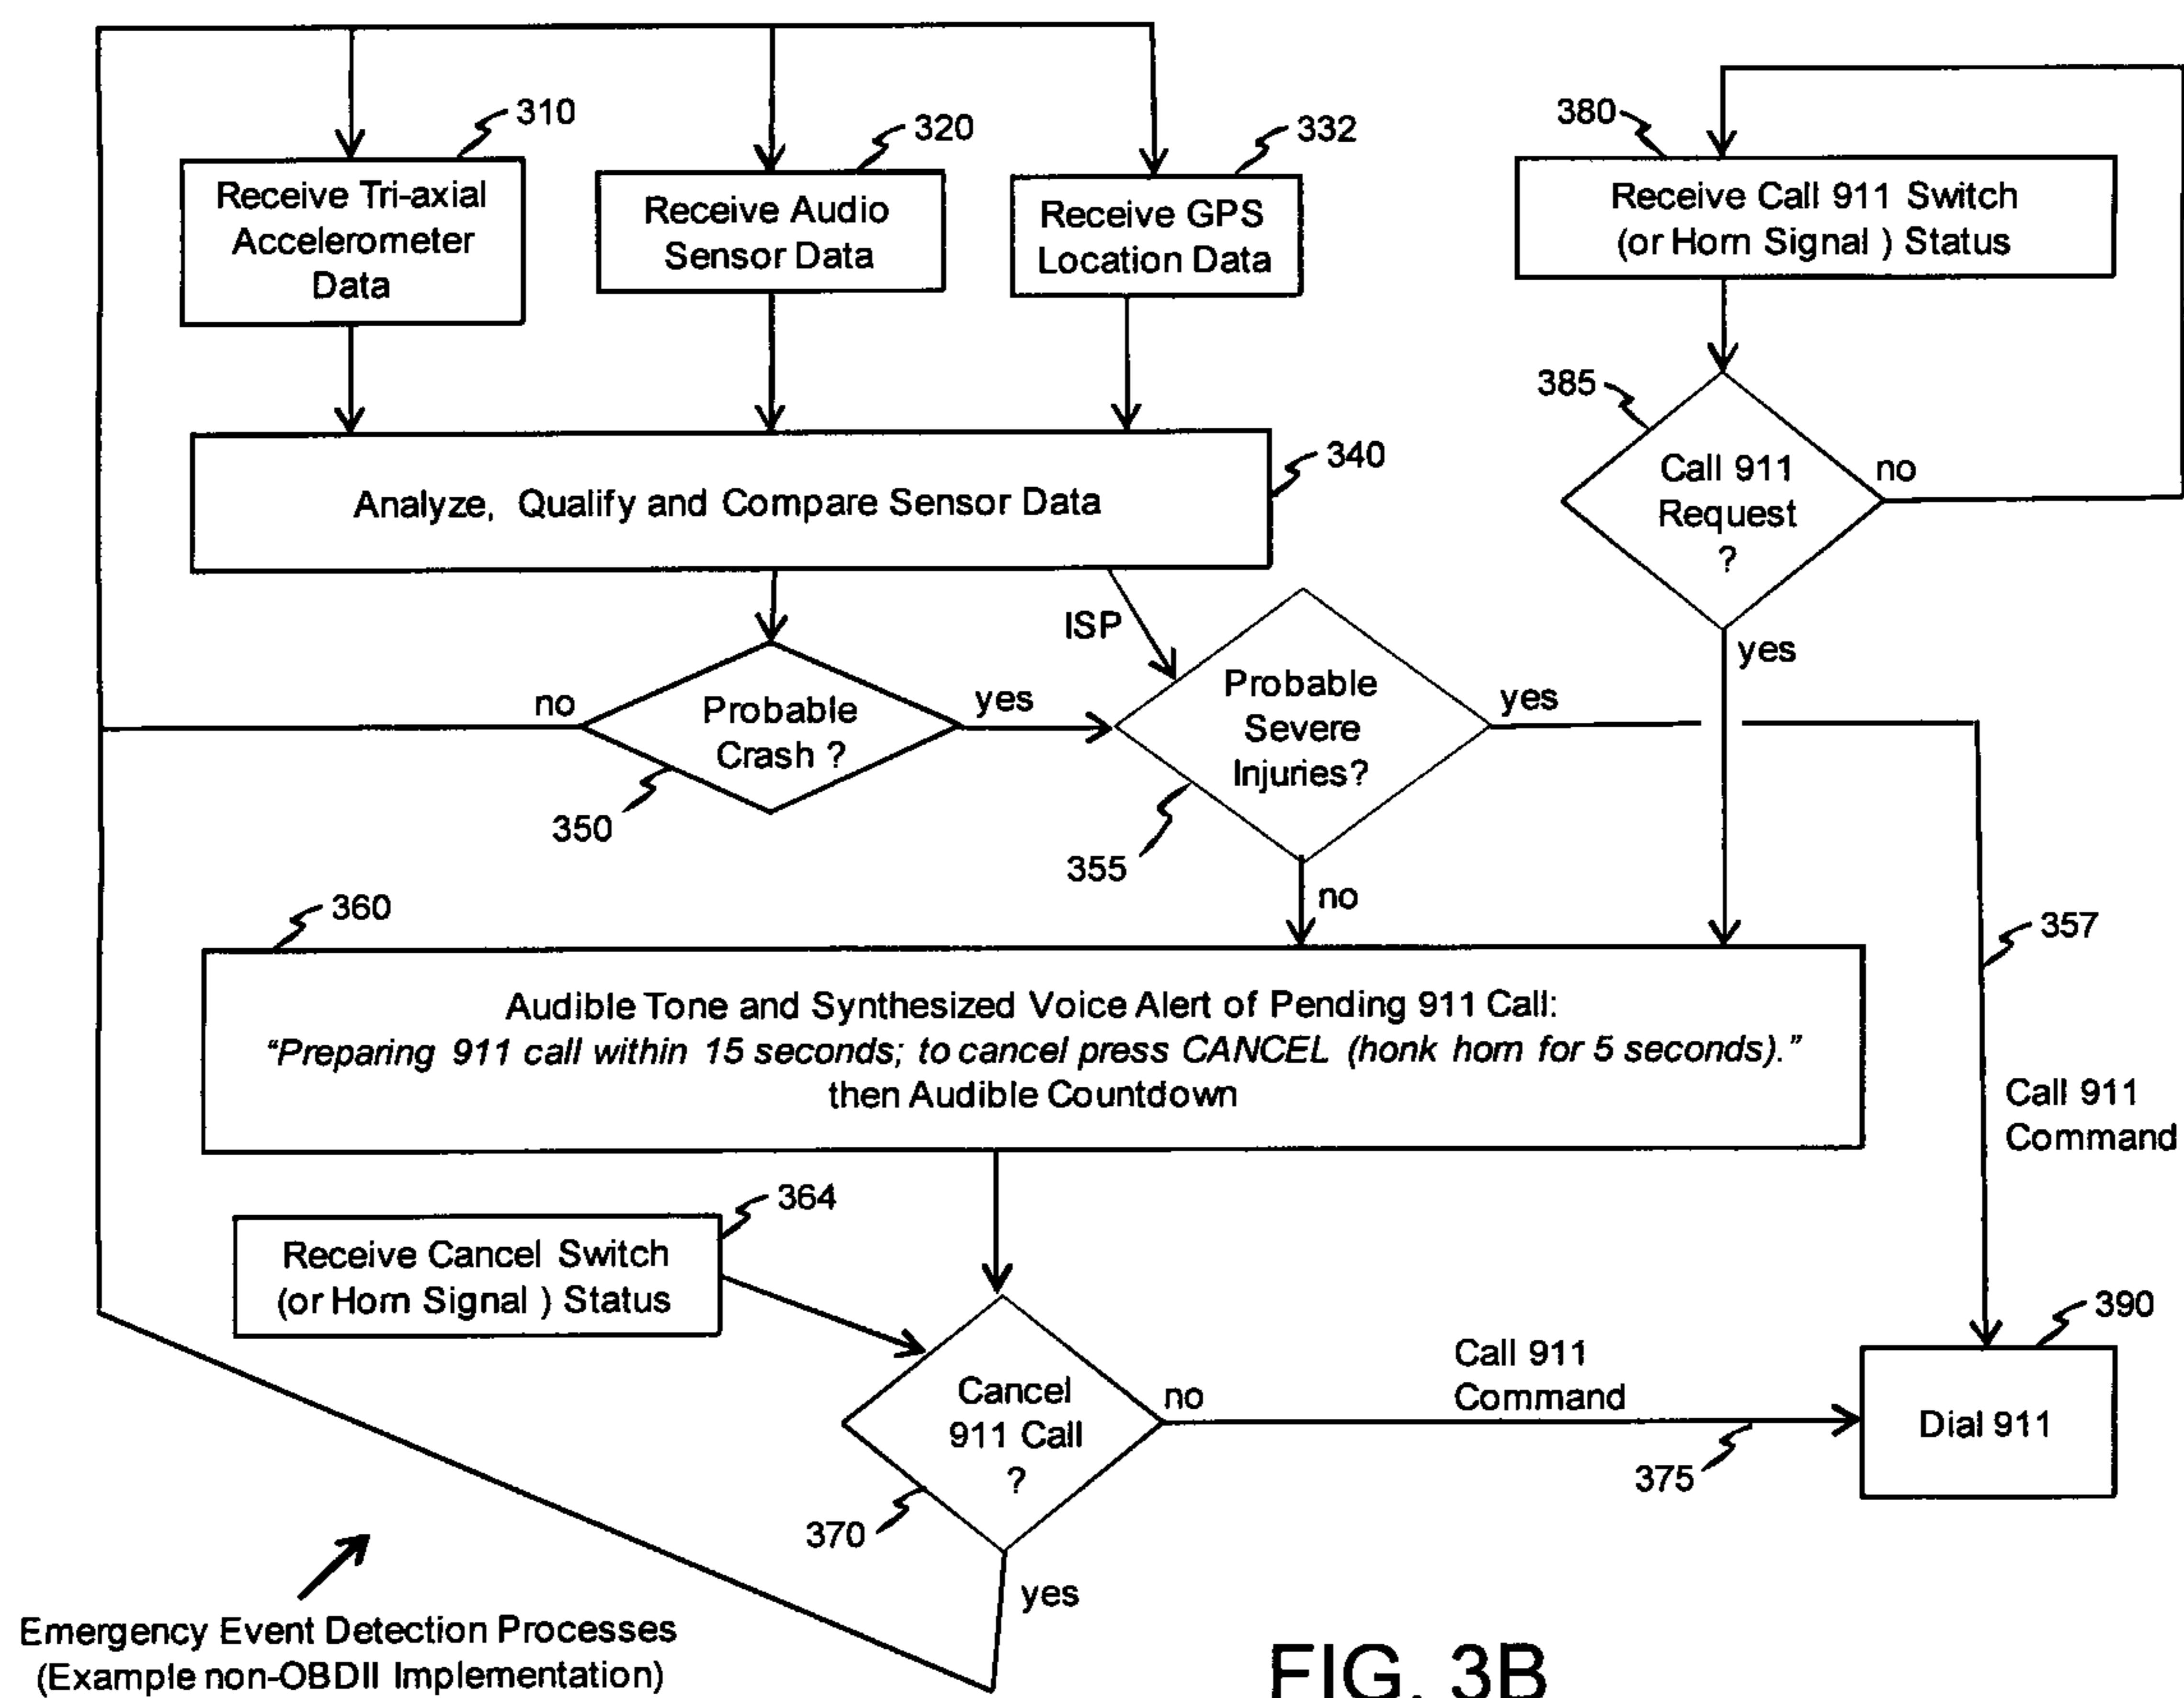 310
320
332
380
Receive Tri-axial
Accelerometer
Data
Receive Audio
Sensor Data
Receive GPS
Location Data
Receive Call 911 Switch
(or Horn Signal ) Status
385
340
Analyze, Qualify and Compare Sensor Data
Call 911
Request
?
no
yes
ISP
no
Probable
Crash ?
yes
350
Probable
Severe
Injuries?
yes
355
no
357
360
Audible Tone and Synthesized Voice Alert of Pending 911 Call:
“Preparing 911 call within 15 seconds; to cancel press CANCEL (honk horn for 5 seconds).”
then Audible Countdown
Call 911
Command
364
Receive Cancel Switch
(or Horn Signal ) Status
390
Cancel
911 Call
?
no
Call 911
Command
375
Dial 911
370
yes
Emergency Event Detection Processes
(Example non-OBDII Implementation)
FIG. 3B